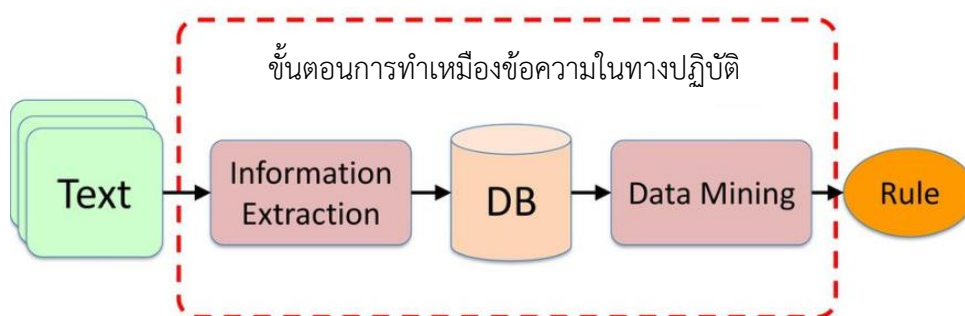 ขั้นตอนการทำเหมืองข้อความในทางปฏิบัติ
Text
Information
Extraction
DB
Data Mining
Rule